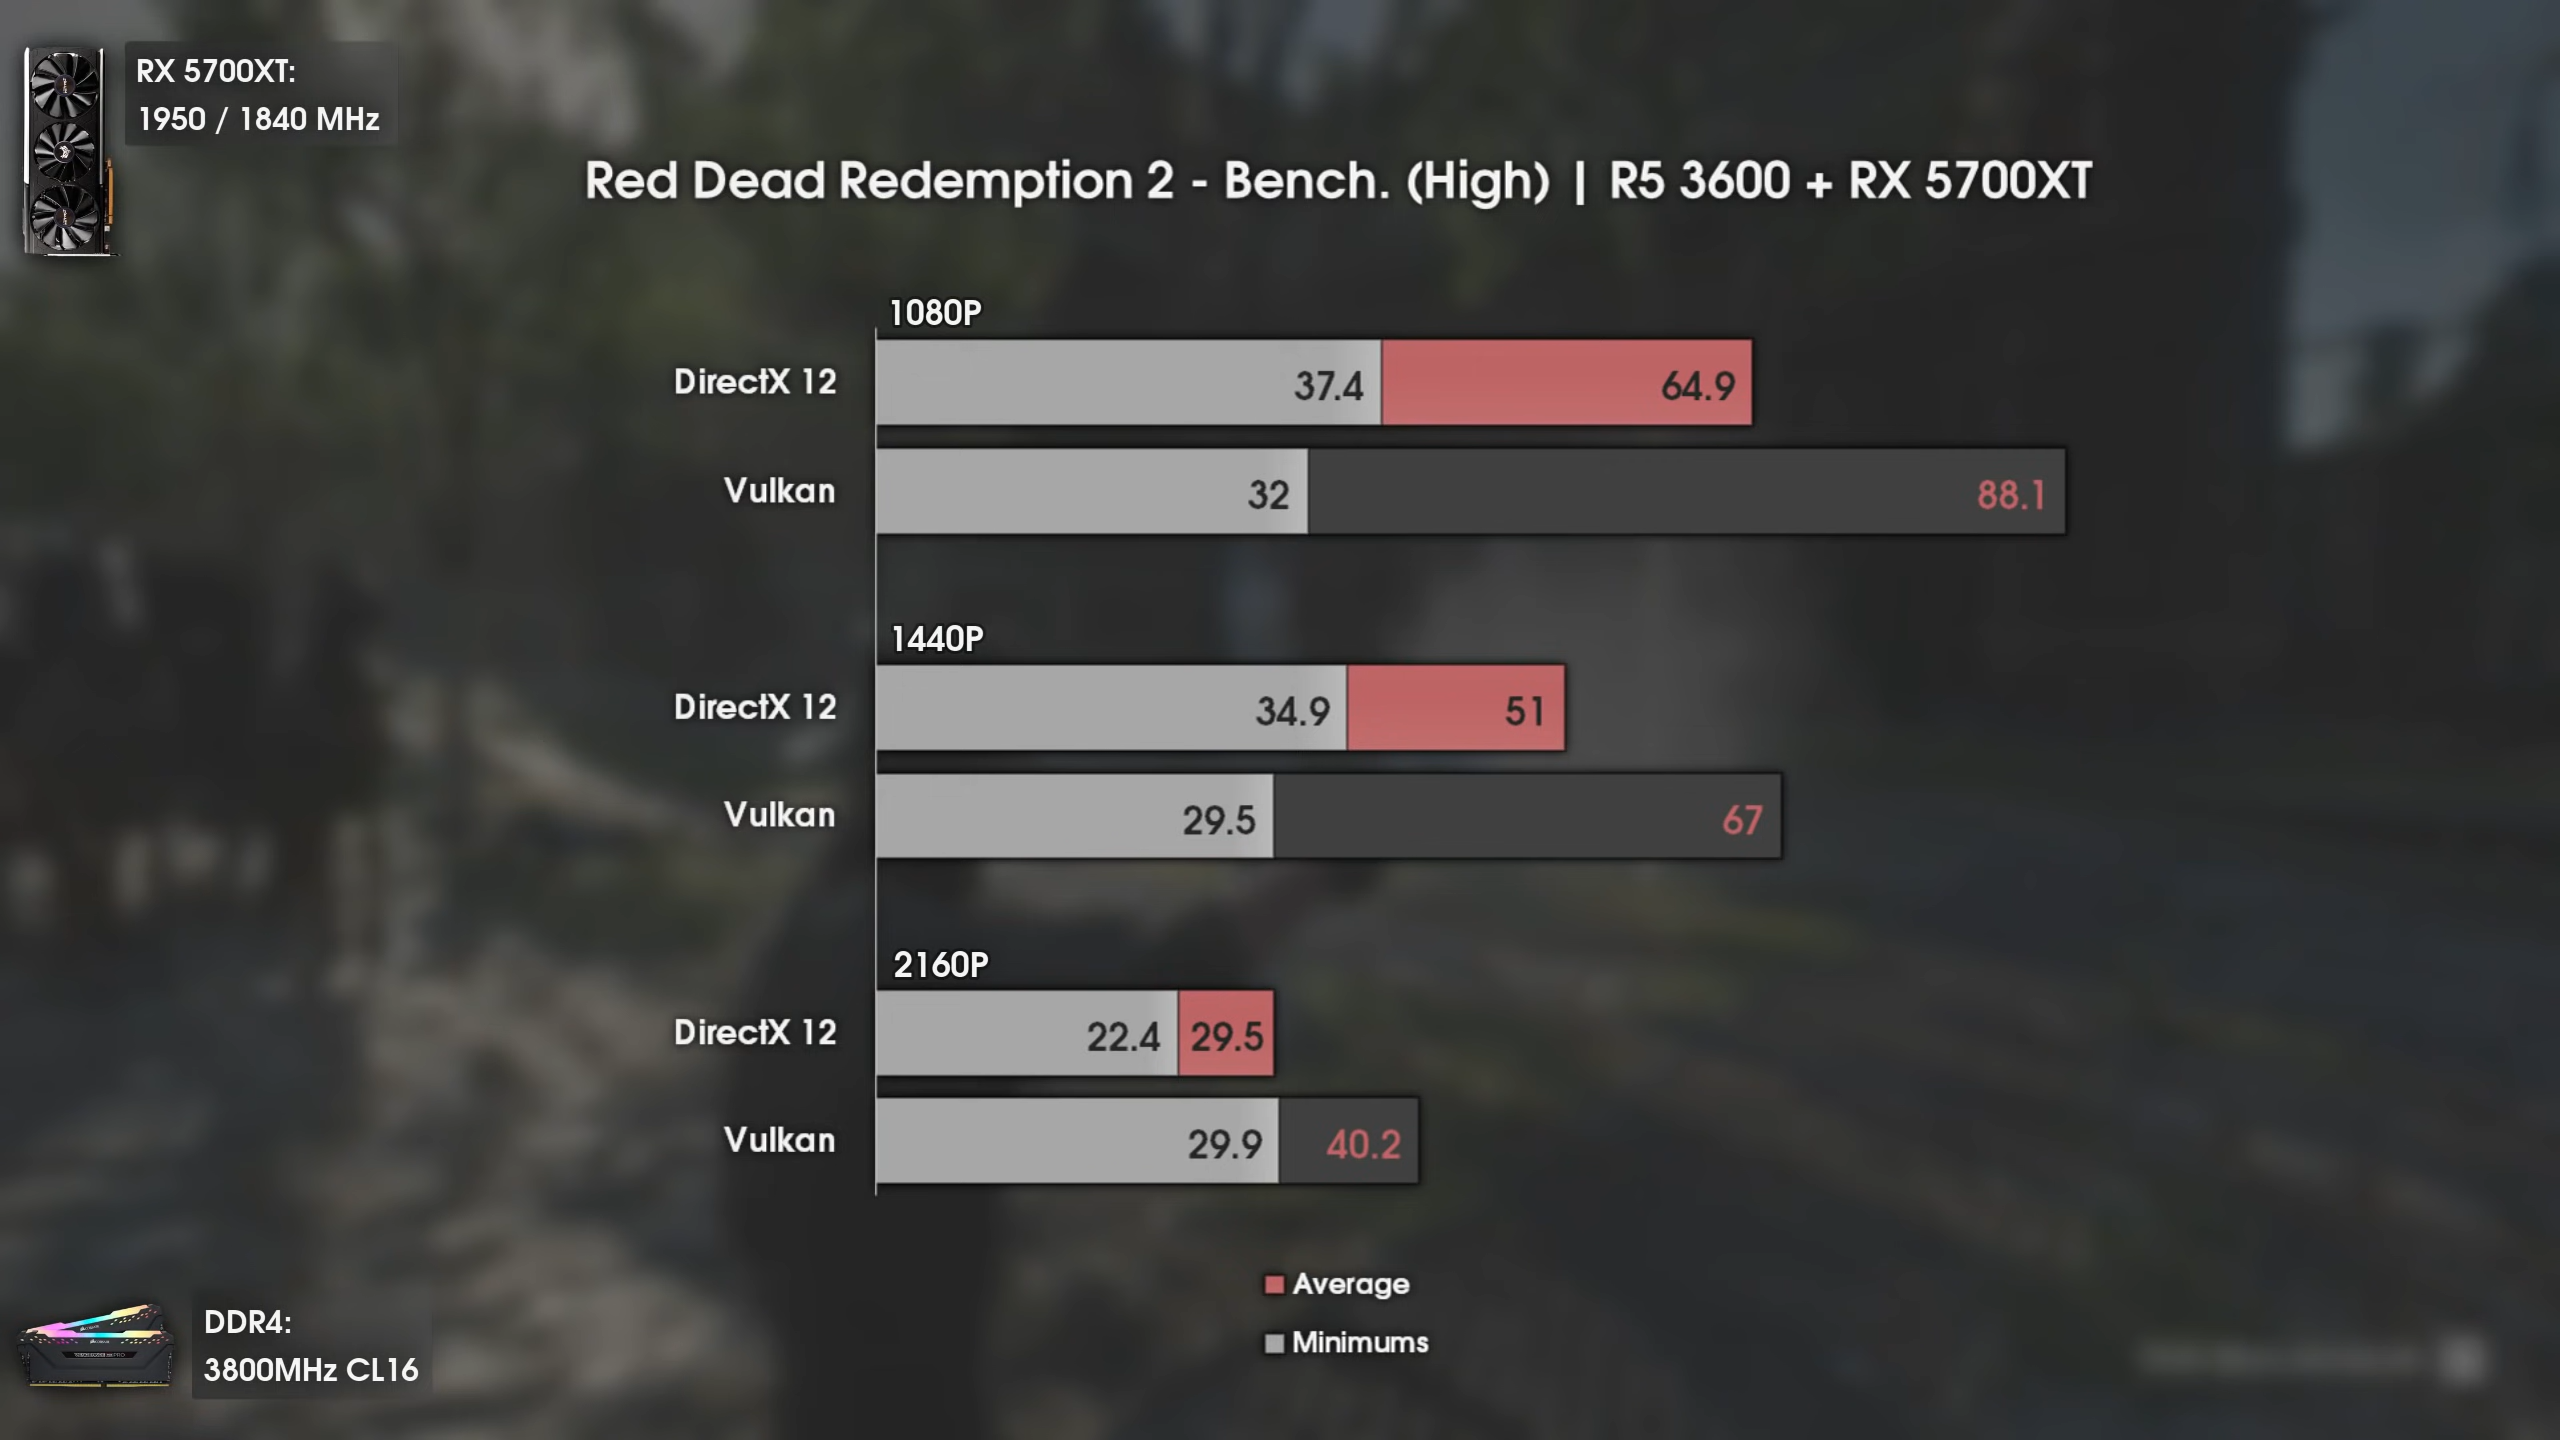 RX 5700XT:
1950 / 1840 MHz
Red Dead Redemption 2 - Bench. (High) | R5 3600 + RX 5700XT
1080P
DirectX 12
37.4
64.9
Vulkan
32
88.1
1440P
DirectX 12
34.9
51
Vulkan
29.5
67
2160P
DirectX 12
22.4
29.5
Vulkan
29.9
40.2
Average
Minimums
DDR4:
3800MHz CL16